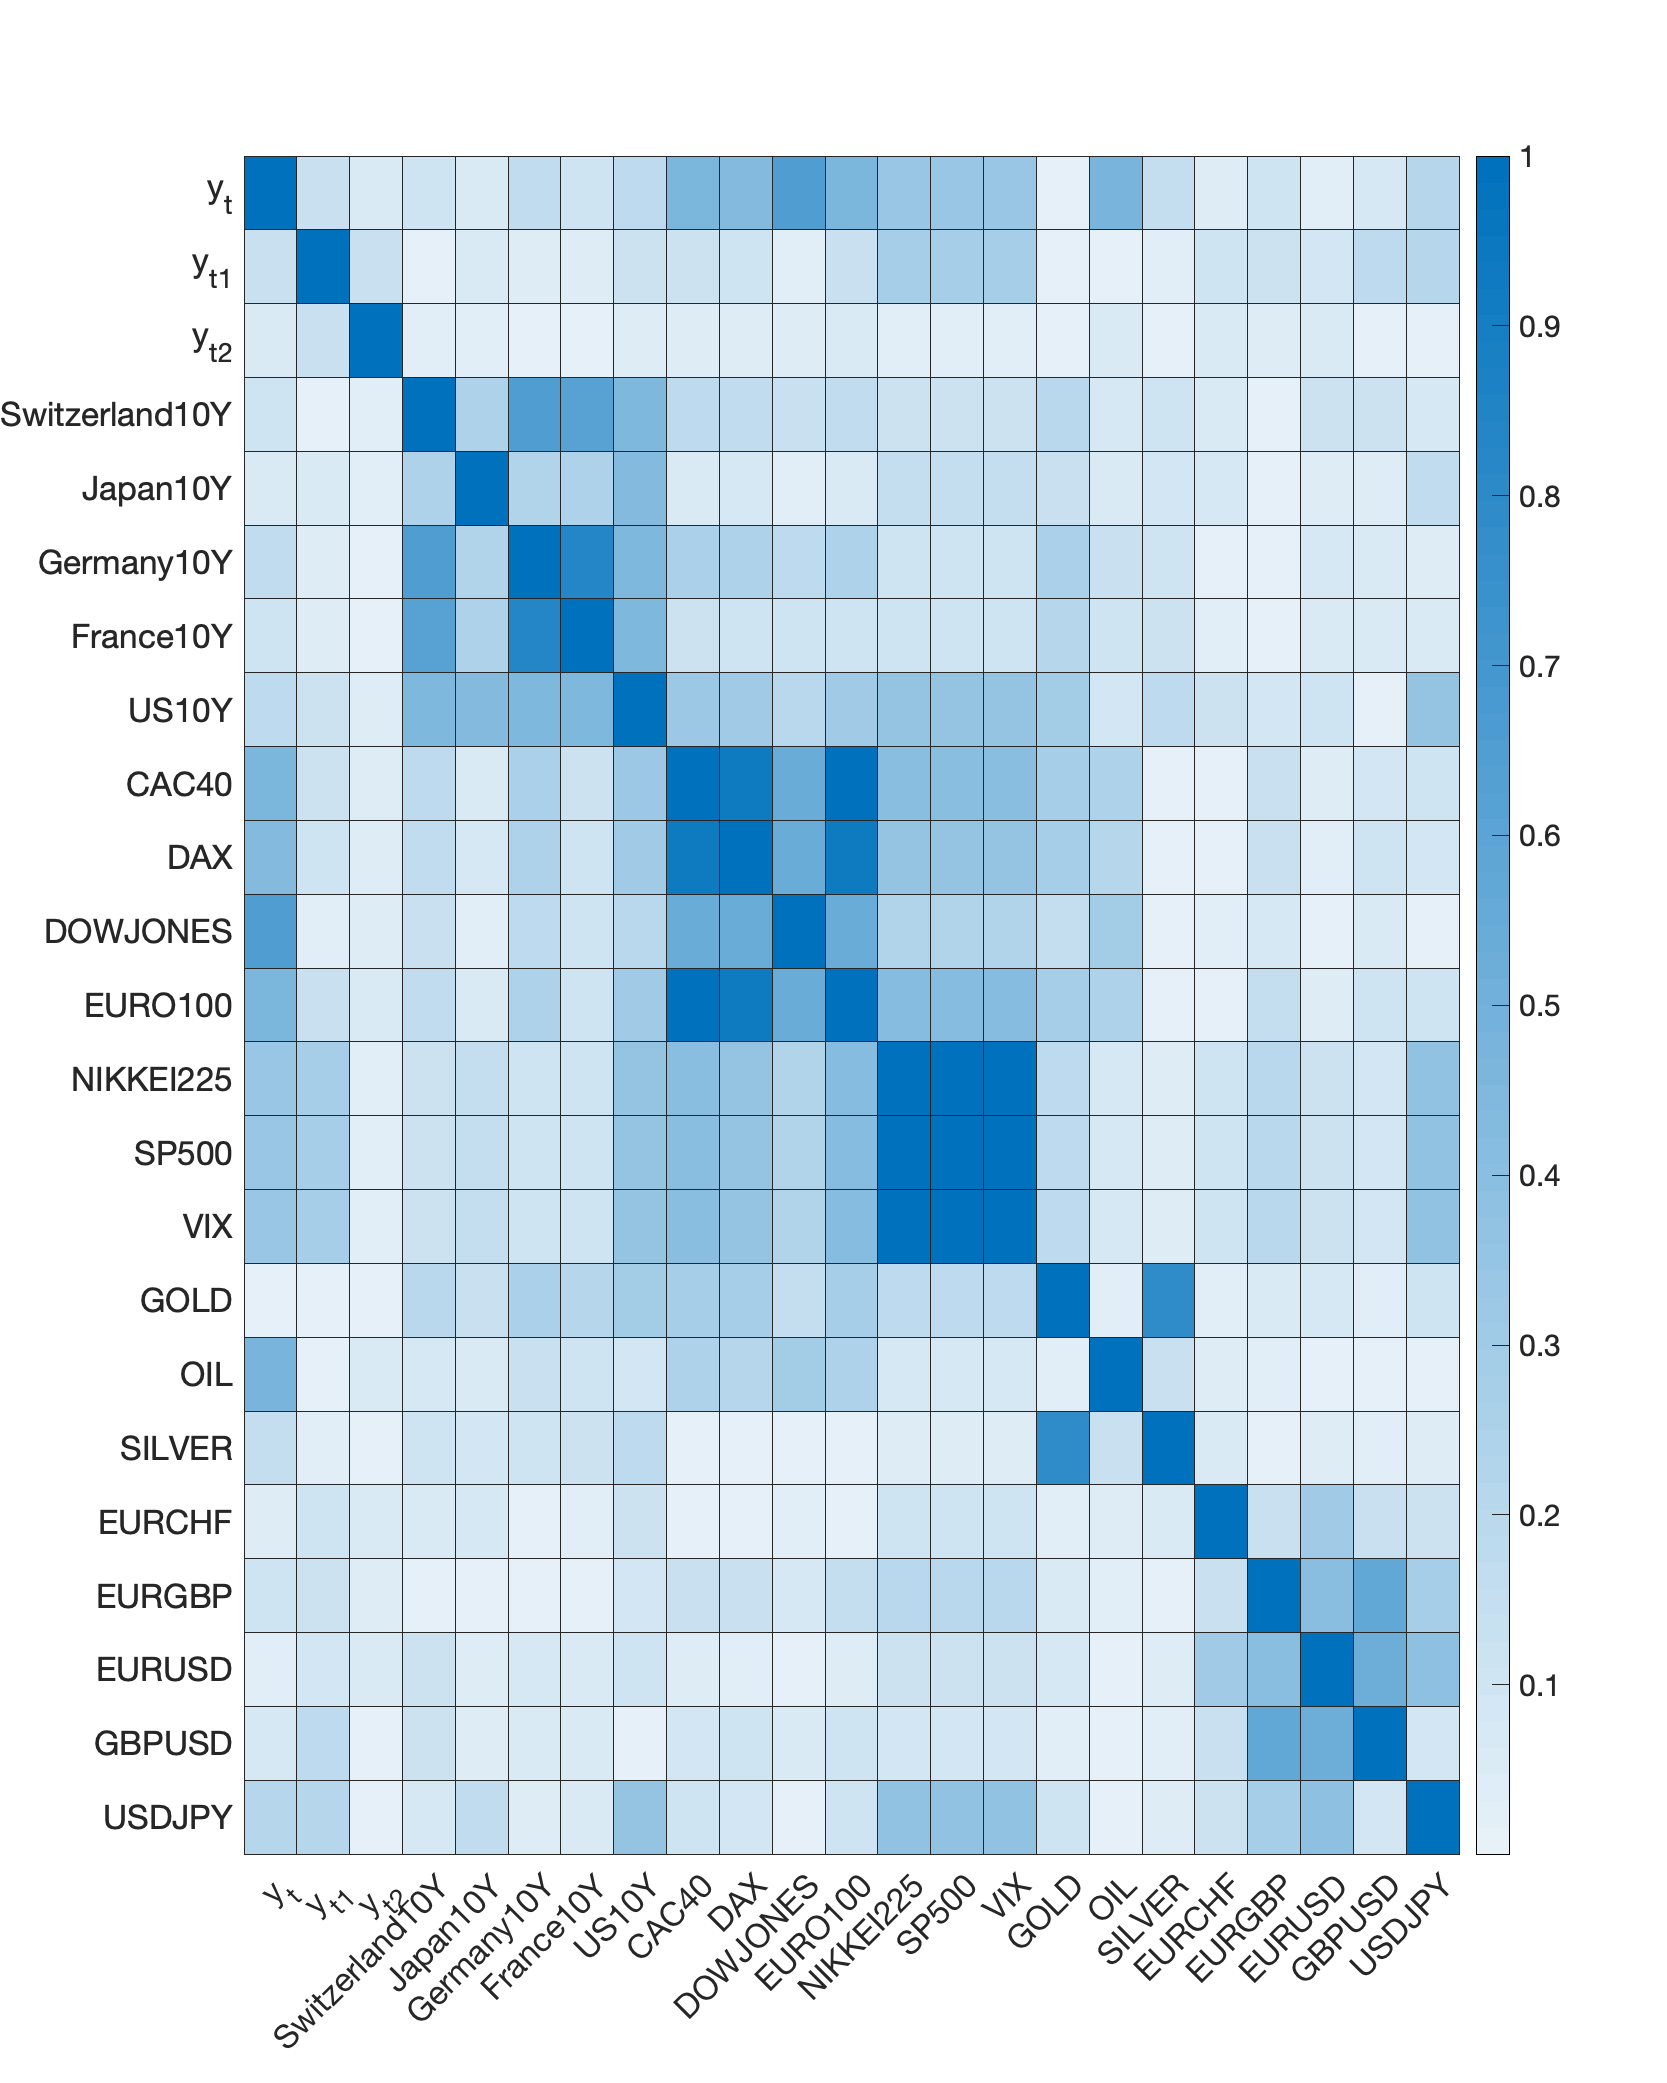 y_t
y_t1
y_t2
Switzerland10Y
Japan10Y
Germany10Y
France10Y
US10Y
CAC40
DAX
DOWJONES
EURO100
NIKKEI225
SP500
VIX
GOLD
OIL
SILVER
EURCHF
EURGBP
EURUSD
GBPUSD
USDJPY
y_t
y_t1
y_t2
Switzerland10Y
Japan10Y
Germany10Y
France10Y
US10Y
CAC40
DAX
DOWJONES
EURO100
NIKKEI225
SP500
VIX
GOLD
OIL
SILVER
EURCHF
EURGBP
EURUSD
GBPUSD
USDJPY
1
0.9
0.8
0.7
0.6
0.5
0.4
0.3
0.2
0.1